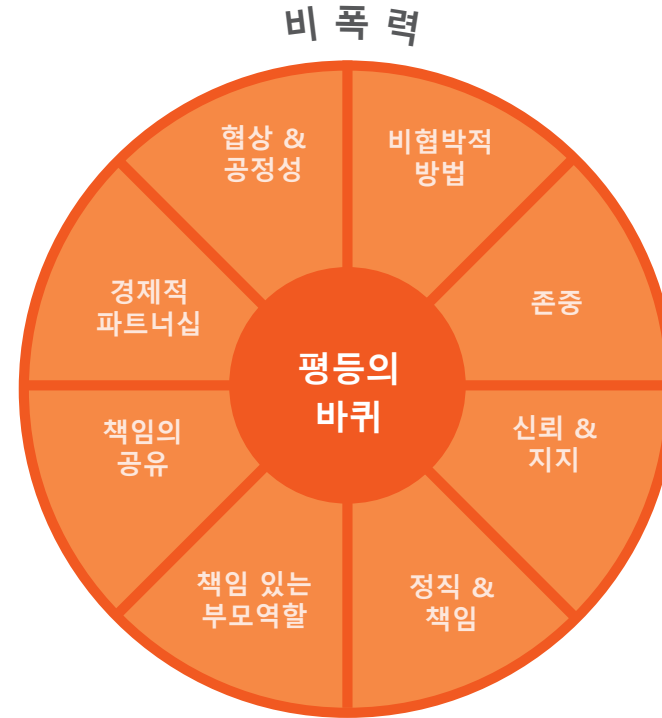 비폭력
협상 &
공정성
비협박적
방법
존중
신뢰 &
지지
정직 &
책임
책임 있는
부모역할
책임의
공유
경제적
파트너십
평등의
바퀴